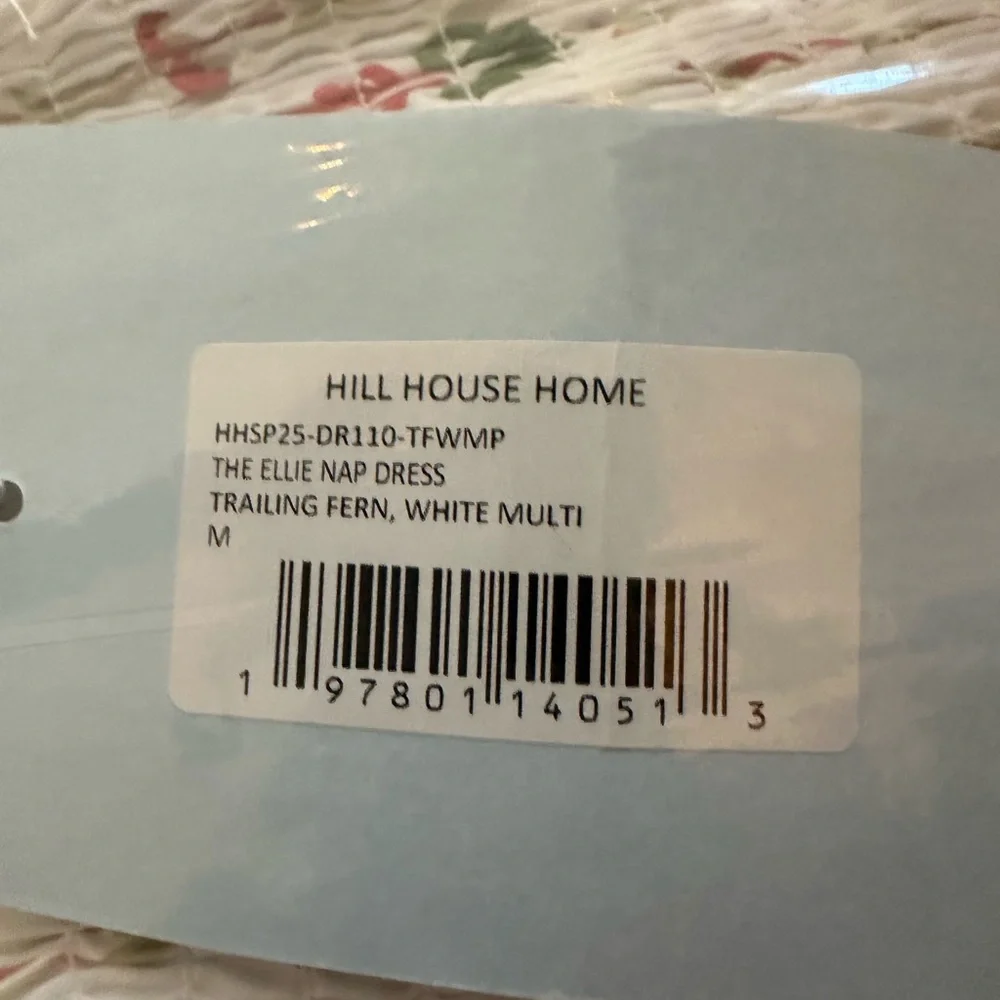 HILL HOUSE HOME
HHSP25-DR110-TFWMP
THE ELLIE NAP DRESS
TRAILING FERN, WHITE MULTI
M
1 97801 14051 3